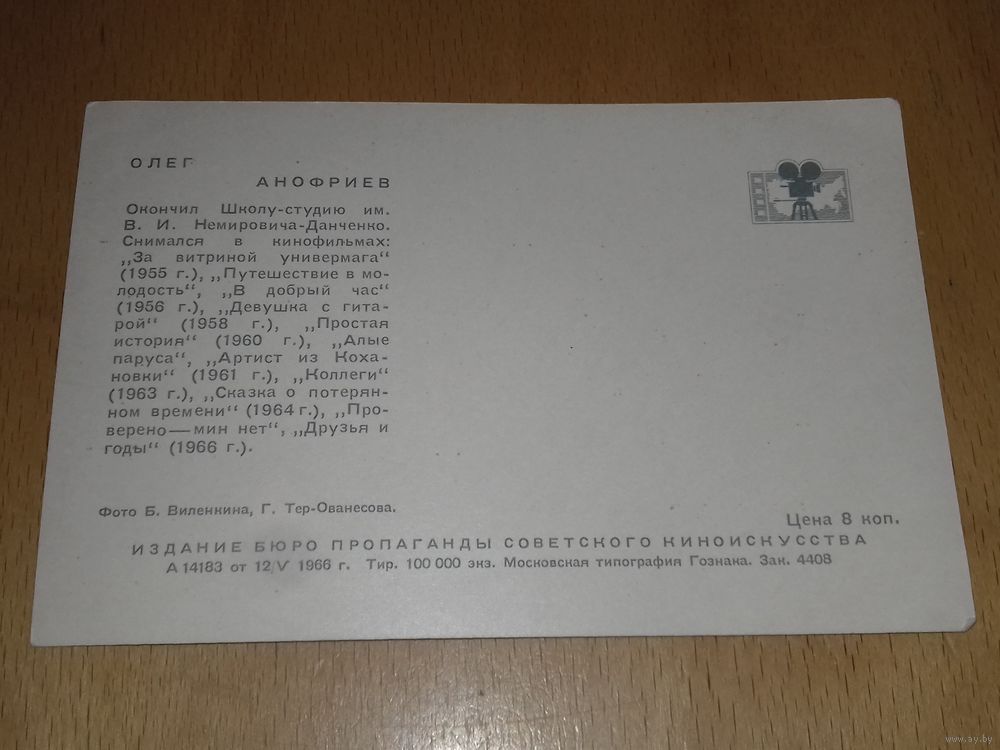 ОЛЕГ
АНОФРИЕВ
Окончил Школу-студию им.
В. И. Немировича-Данченко.
Снимался в кинофильмах:
„За витриной универмага“
(1955 г.), „Путешествие в мо-
лодость“, „В добрый час“
(1956 г.), „Девушка с гита-
рой“ (1958 г.), „Простая
история“ (1960 г.), „Алые
паруса“, „Артист из Коха-
новки“ (1961 г.), „Коллеги“
(1963 г.), „Сказка о потерян-
ном времени“ (1964 г.), „Про-
верено—мин нет“, „Друзья и
годы“ (1966 г.).
Фото Б. Виленкина, Г. Тер-Ованесова.
Цена 8 коп.
ИЗДАНИЕ БЮРО ПРОПАГАНДЫ СОВЕТСКОГО КИНОИСКУССТВА
А 14183 от 12/V 1966 г. Тир. 100 000 экз. Московская типография Гознака. Зак. 4408
www.ay.by